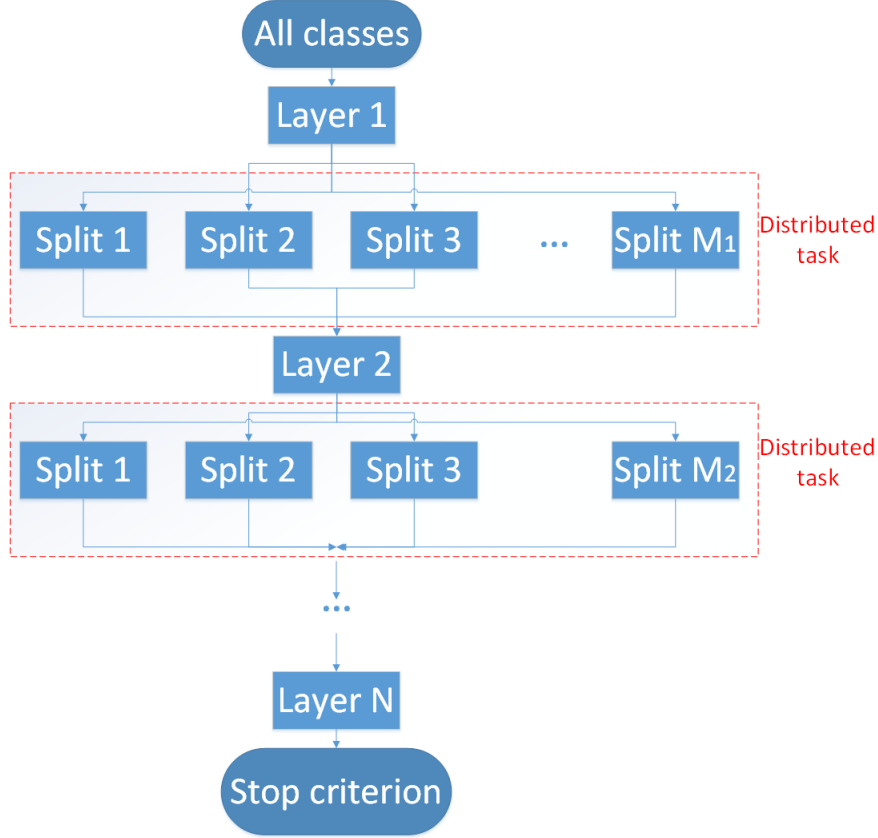 All classes
Layer 1
Split 1
Split 2
Split 3
...
Split M1
Distributed
task
Layer 2
Split 1
Split 2
Split 3
Split M2
Distributed
task
...
Layer N
Stop criterion